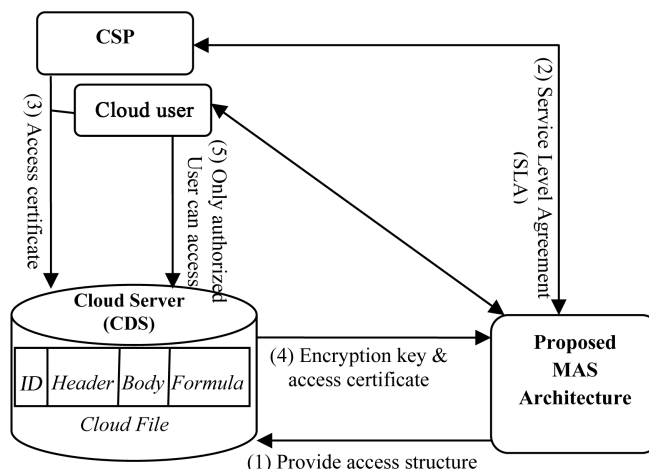 CSP
Cloud user
(2) Service Level Agreement
(SLA)
(3) Access certificate
(5) Only authorized
User can access
Cloud Server
(CDS)
ID Header Body Formula
Cloud File
(4) Encryption key &
access certificate
Proposed
MAS
Architecture
(1) Provide access structure